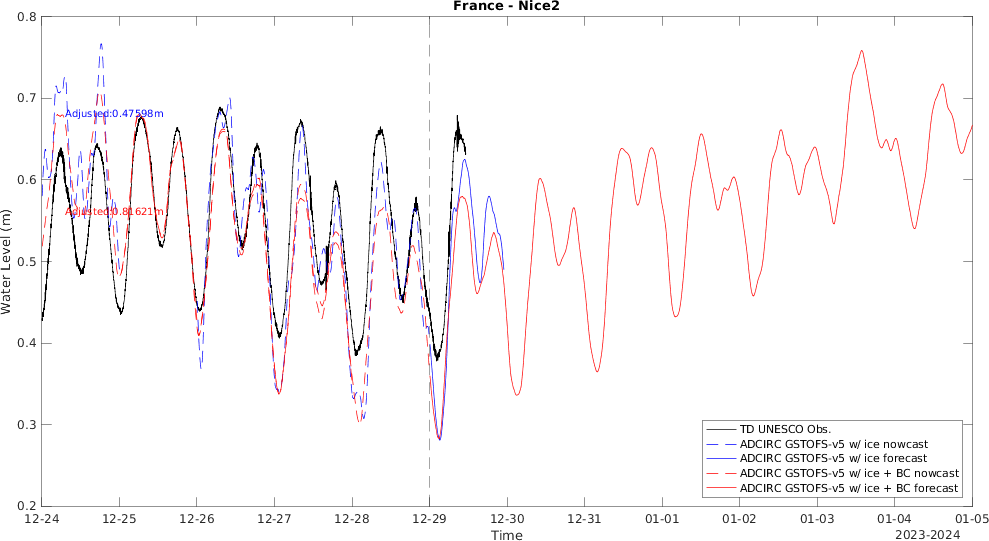 France - Nice2
0.8
0.7
0.6
0.5
0.4
0.3
0.2
Water Level (m)
Adjusted:0.47598m
Adjusted:0.81621m
TD UNESCO Obs.
ADCIRC GSTOFS-v5 w/ ice nowcast
ADCIRC GSTOFS-v5 w/ ice forecast
ADCIRC GSTOFS-v5 w/ ice + BC nowcast
ADCIRC GSTOFS-v5 w/ ice + BC forecast
12-24 12-25 12-26 12-27 12-28 12-29 12-30 12-31 01-01 01-02 01-03 01-04 01-05
Time
2023-2024